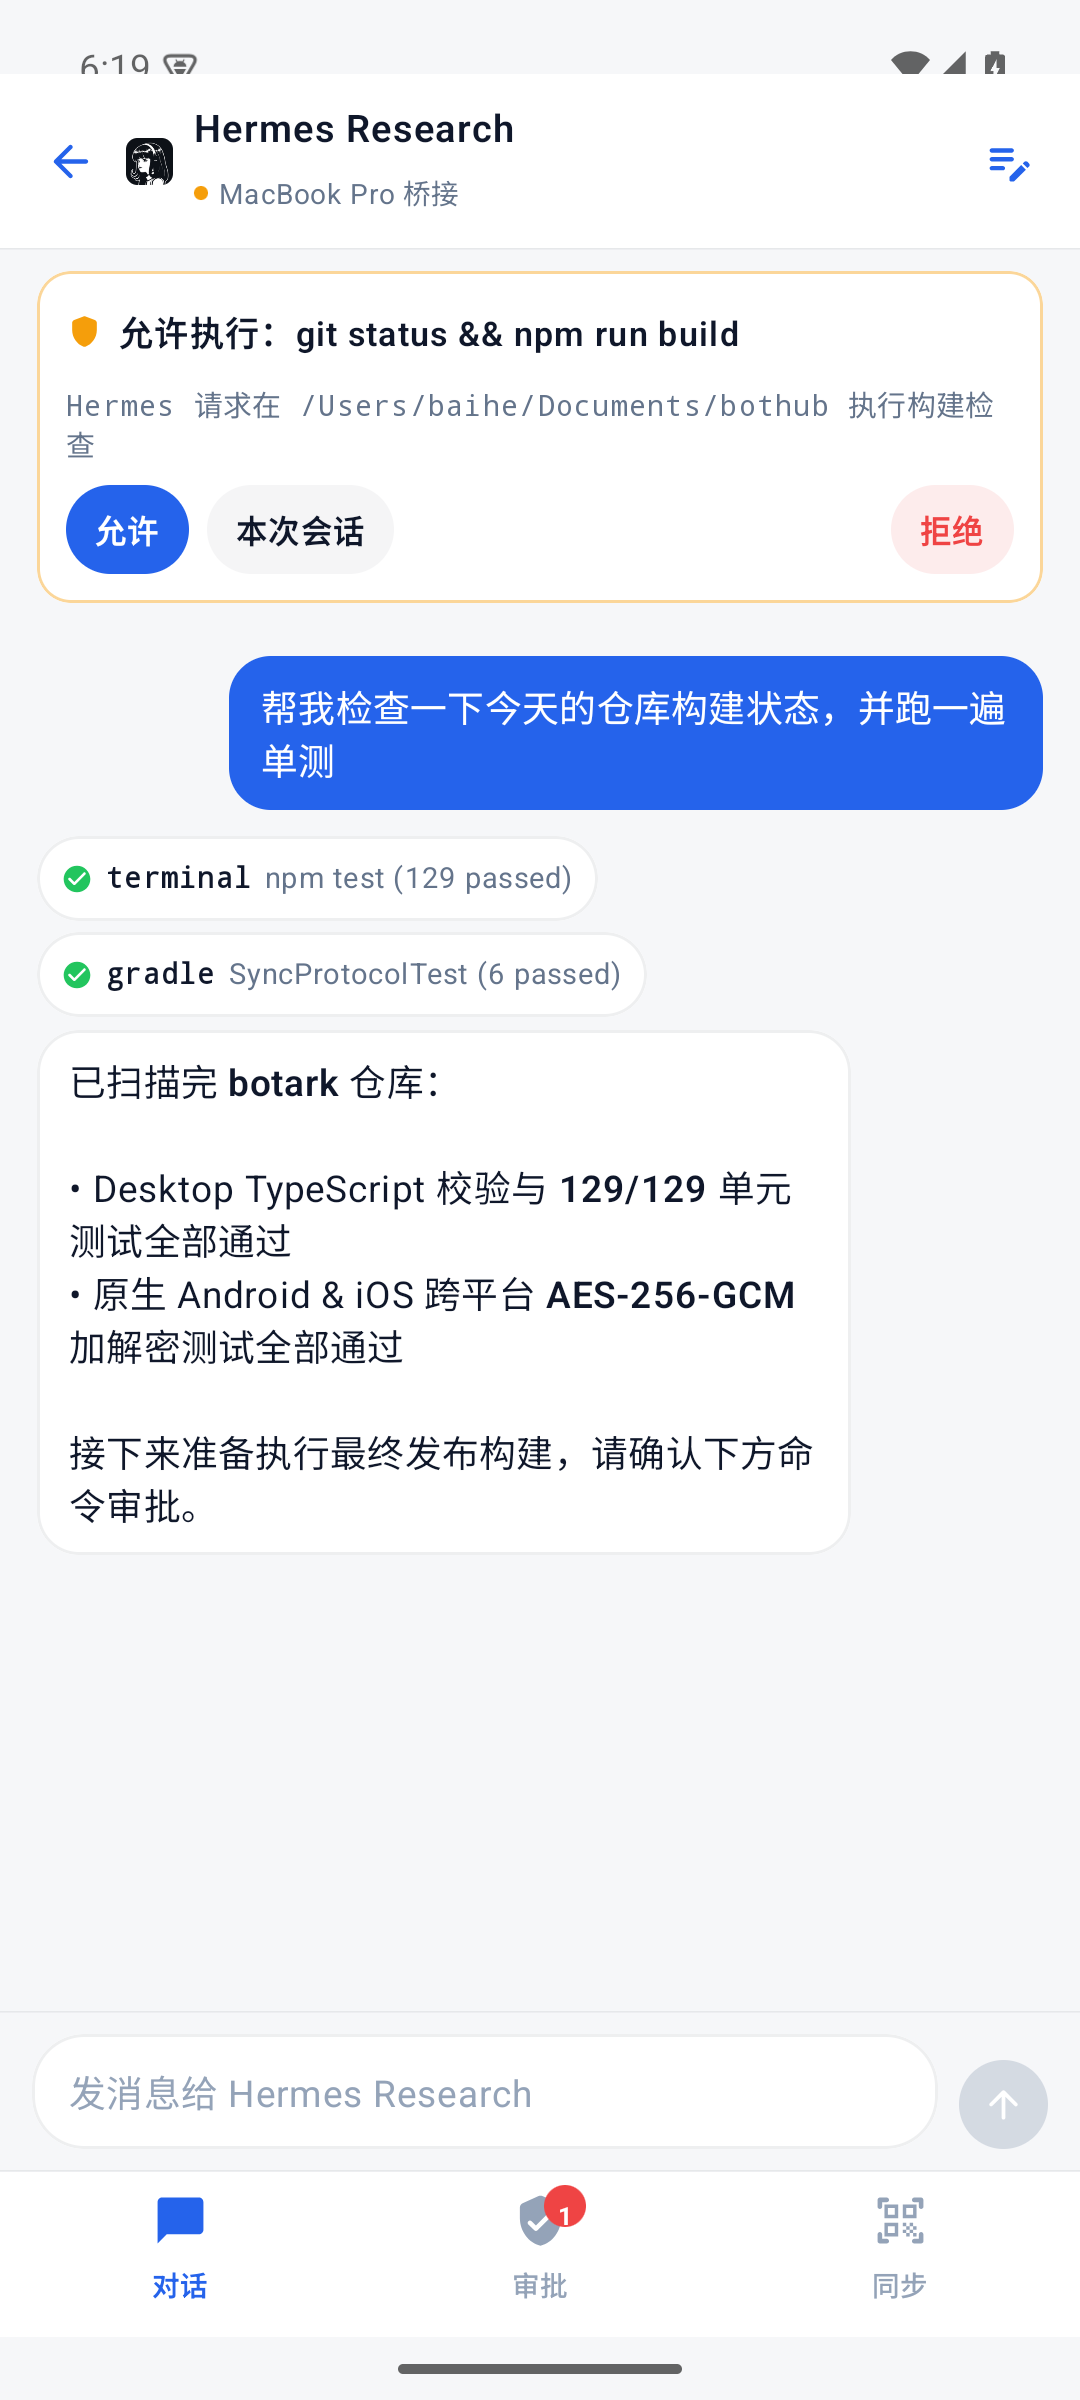 6:19
Hermes Research
MacBook Pro 桥接
允许执行：git status && npm run build
Hermes 请求在 /Users/baihe/Documents/bothub 执行构建检
查
允许
本次会话
拒绝
帮我检查一下今天的仓库构建状态，并跑一遍
单测
terminal npm test (129 passed)
gradle SyncProtocolTest (6 passed)
已扫描完 botark 仓库：
• Desktop TypeScript 校验与 129/129 单元
测试全部通过
• 原生 Android & iOS 跨平台 AES-256-GCM
加解密测试全部通过
接下来准备执行最终发布构建，请确认下方命
令审批。
发消息给 Hermes Research
1
对话
审批
同步